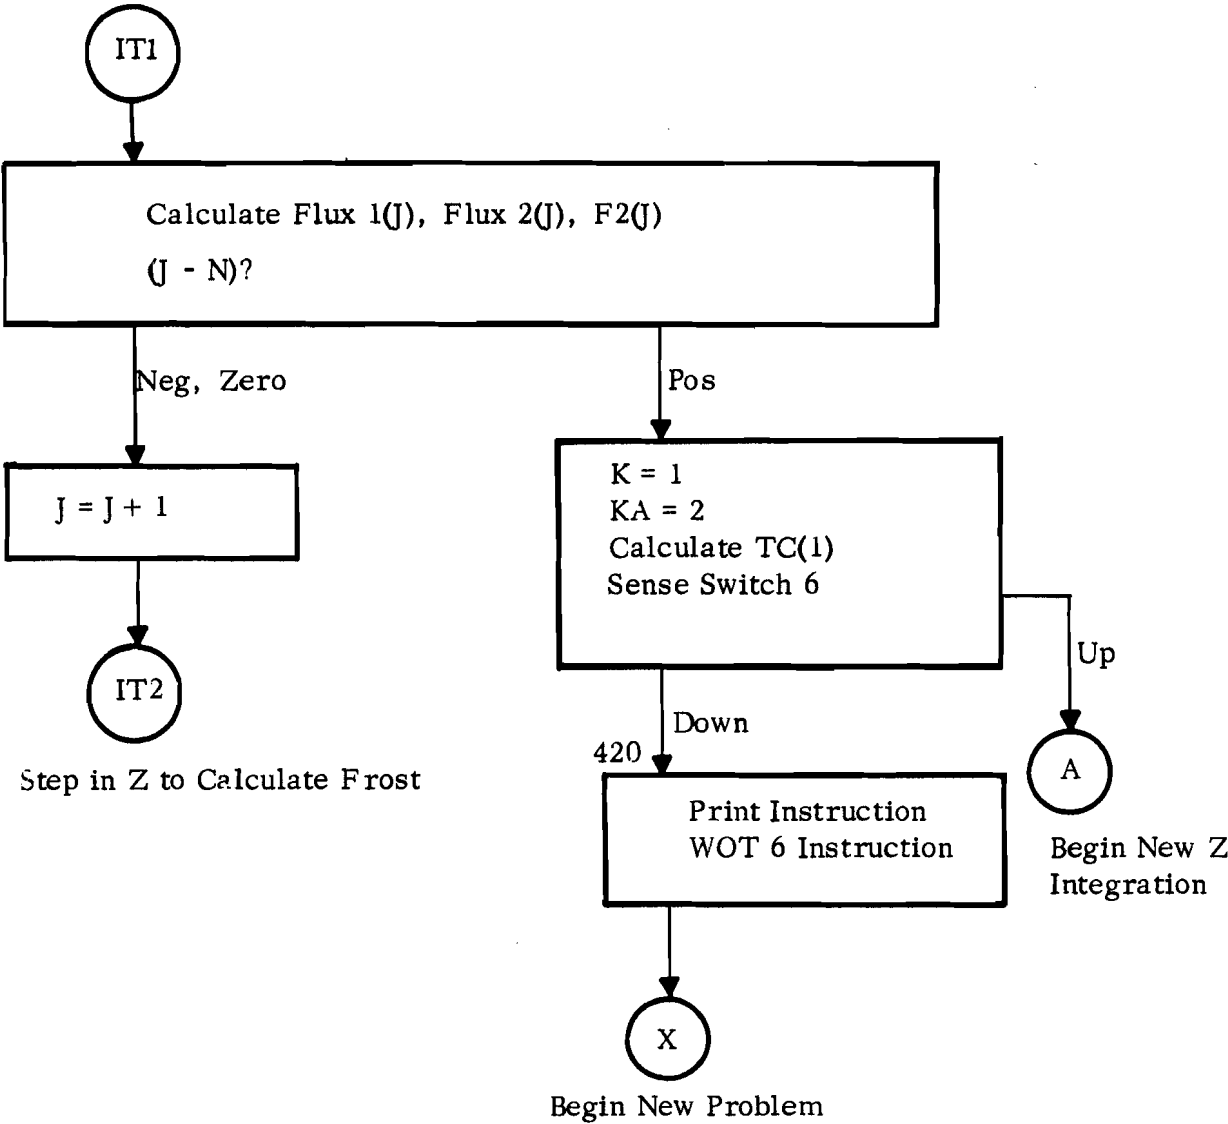 IT1
Calculate Flux 1(J), Flux 2(J), F2(J)
(J - N)?
Neg, Zero
Pos
J = J + 1
K = 1
KA = 2
Calculate TC(1)
Sense Switch 6
Up
IT2
Down
420
Step in Z to Calculate Frost
A
Print Instruction
WOT 6 Instruction
Begin New Z
Integration
X
Begin New Problem